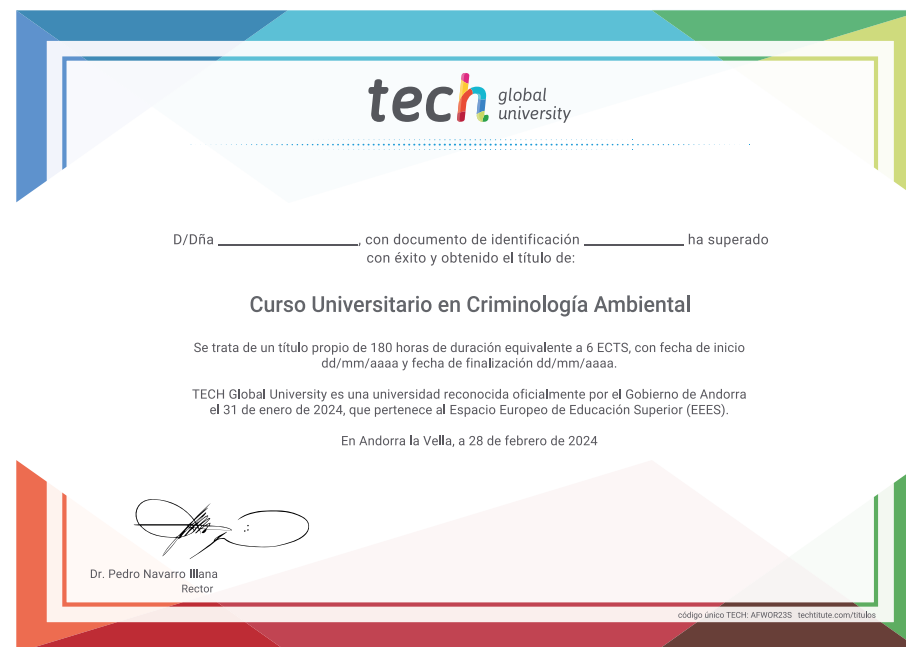 tech global university
D/Dña ______________, con documento de identificación __________ ha superado
con éxito y obtenido el título de:
Curso Universitario en Criminología Ambiental
Se trata de un título propio de 180 horas de duración equivalente a 6 ECTS, con fecha de inicio
dd/mm/aaaa y fecha de finalización dd/mm/aaaa.
TECH Global University es una universidad reconocida oficialmente por el Gobierno de Andorra
el 31 de enero de 2024, que pertenece al Espacio Europeo de Educación Superior (EEES).
En Andorra la Vella, a 28 de febrero de 2024
Dr. Pedro Navarro Illana
Rector
código único TECH: AFWOR23S techtitute.com/titulos